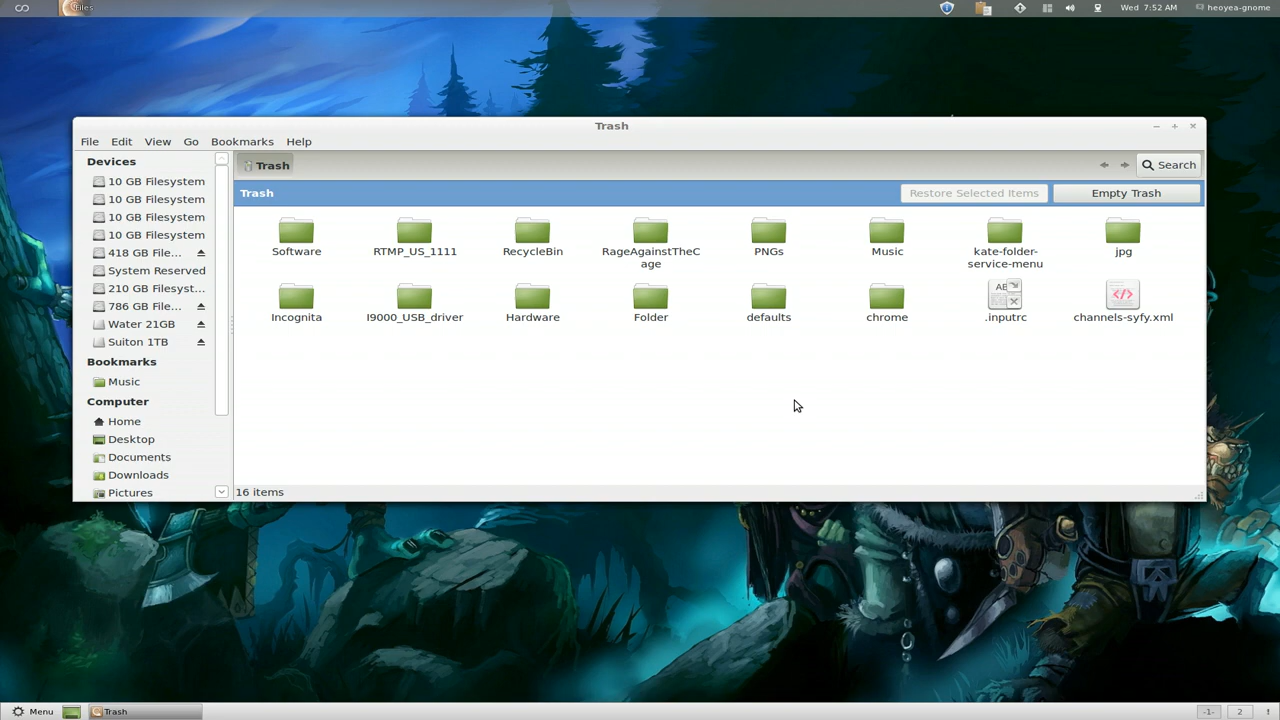 Files
Wed 7:52 AM
heoyea-gnome
Trash
File Edit View Go Bookmarks Help
Devices
10 GB Filesystem
10 GB Filesystem
10 GB Filesystem
10 GB Filesystem
418 GB File...
System Reserved
210 GB Filesyst...
786 GB File...
Water 21GB
Suiton 1TB
Bookmarks
Music
Computer
Home
Desktop
Documents
Downloads
Pictures
Trash
Search
Trash
Restore Selected Items
Empty Trash
Software
RTMP_US_1111
RecycleBin
RageAgainstTheC
age
PNGs
Music
kate-folder-
service-menu
jpg
Incognita
I9000_USB_driver
Hardware
Folder
defaults
chrome
.inputrc
channels-syfy.xml
16 items
Menu
Trash
-1-
2